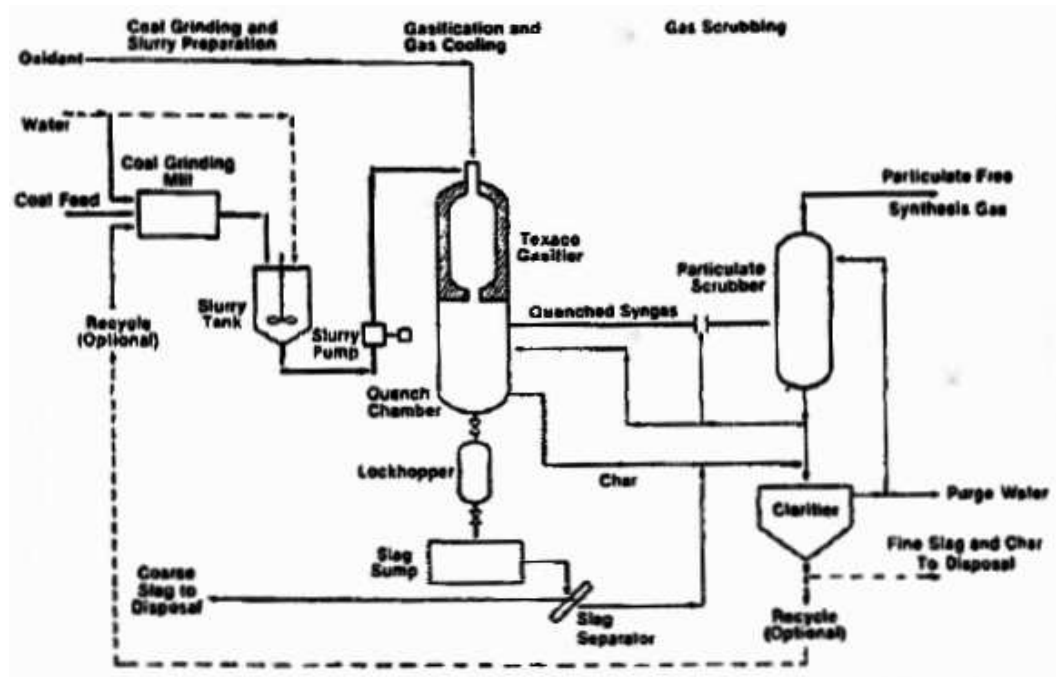 Coal Grinding and
Slurry Preparation
Gasification and
Gas Cooling
Gas Scrubbing
Oxidant
Water
Coal Grinding
Mill
Coal Feed
Particulate Free
Synthesis Gas
Texaco
Gasifier
Particulate
Scrubber
Slurry
Tank
Recycle
(Optional)
Slurry
Pump
Quenched Syngas
Quench
Chamber
Lockhopper
Char
Clarifier
Purge Water
Slag
Sump
Fine Slag and Char
To Disposal
Coarse
Slag to
Disposal
Slag
Separator
Recycle
(Optional)